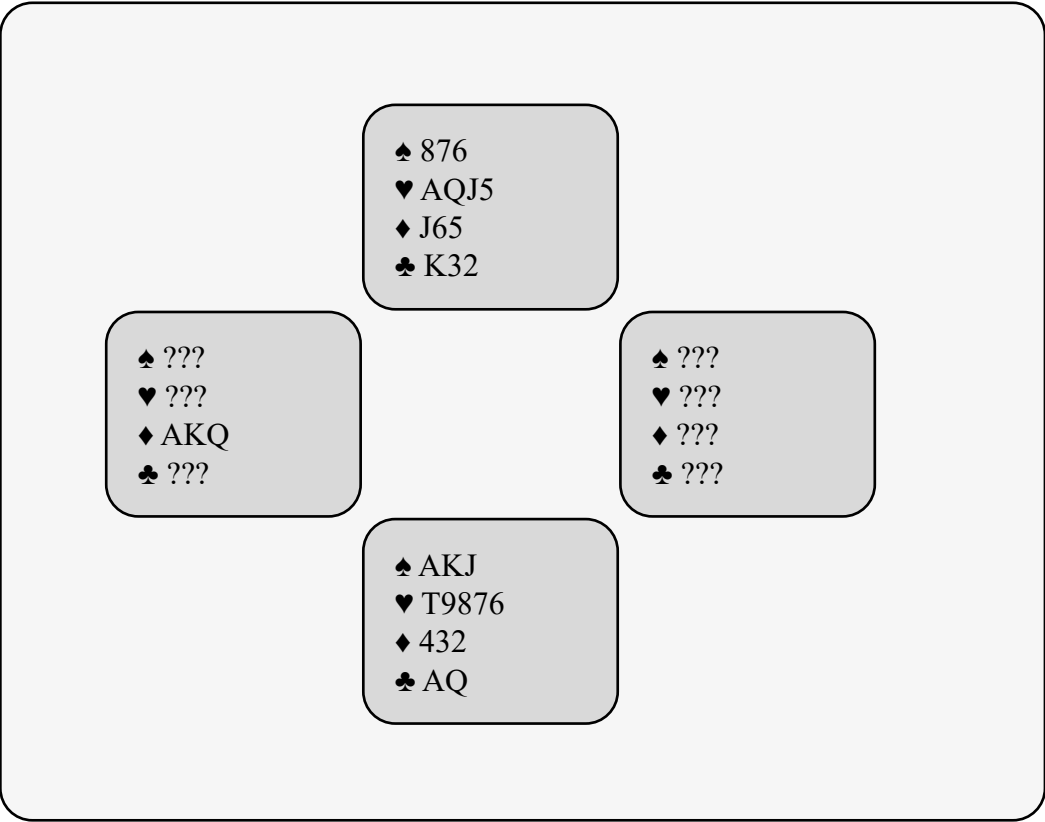 ♠ 876
♥ AQJ5
♦ J65
♣ K32
♠ ???
♥ ???
♦ AKQ
♣ ???
♠ ???
♥ ???
♦ ???
♣ ???
♠ AKJ
♥ T9876
♦ 432
♣ AQ